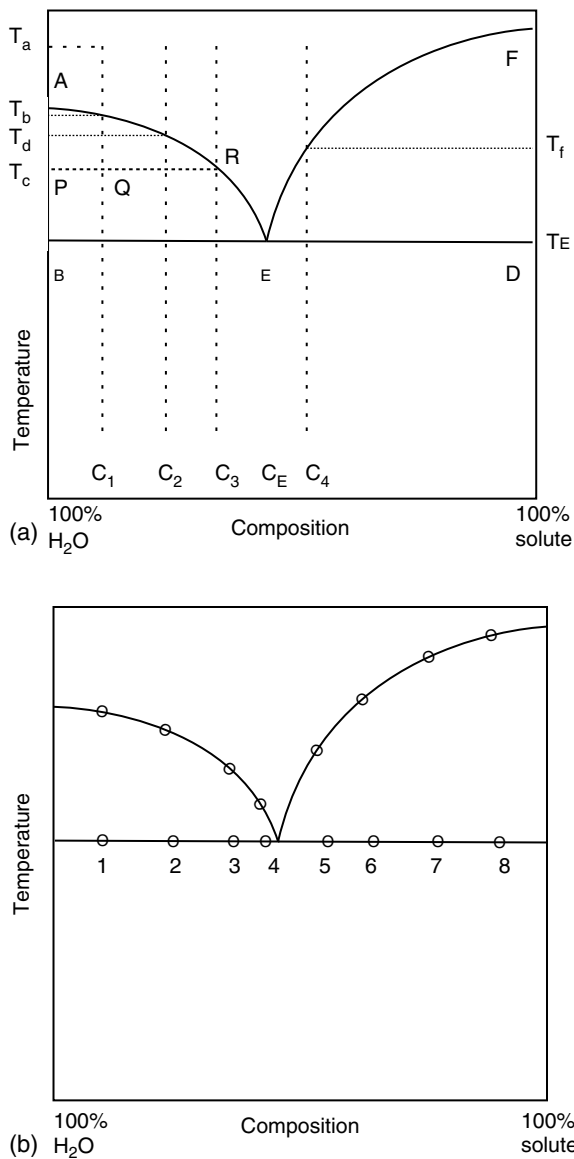 Ta
A
F
Tb
Td
Tf
R
Tc
P Q
TE
B E D
Temperature
C1 C2 C3 CE C4
100% H2O
Composition
100% solute
(a)
Temperature
1 2 3 4 5 6 7 8
100% H2O
Composition
100% solute
(b)